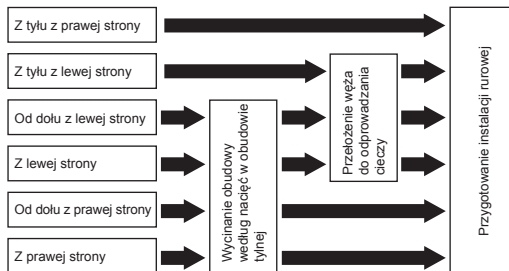 Z tyłu z prawej strony
Z tyłu z lewej strony
Od dołu z lewej strony
Z lewej strony
Od dołu z prawej strony
Z prawej strony
Wycinanie obudowy
według nacięć w obudowie
tylnej
Przełożenie węża
do odprowadzania
cieczy
Przygotowanie instalacji rurowej